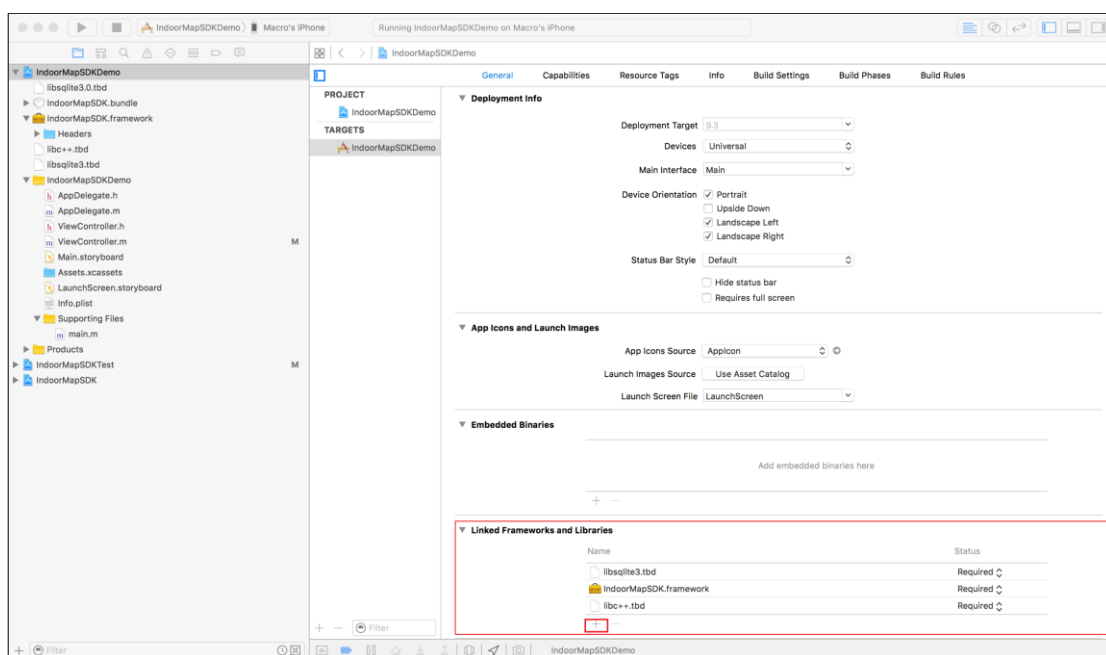 IndoorMapSDKDemo
Macro's iPhone
Running IndoorMapSDKDemo on Macro's iPhone
IndoorMapSDKDemo
libsqlite3.0.tbd
IndoorMapSDK.bundle
IndoorMapSDK.framework
Headers
libc++.tbd
libsqlite3.tbd
IndoorMapSDKDemo
h AppDelegate.h
m AppDelegate.m
h ViewController.h
m ViewController.m M
Main.storyboard
Assets.xcassets
LaunchScreen.storyboard
Info.plist
Supporting Files
m main.m
Products
IndoorMapSDKTest M
IndoorMapSDK
Filter
IndoorMapSDKDemo
General Capabilities Resource Tags Info Build Settings Build Phases Build Rules
PROJECT
IndoorMapSDKDemo
TARGETS
IndoorMapSDKDemo
Filter
Deployment Info
Deployment Target 9.3
Devices Universal
Main Interface Main
Device Orientation Portrait
Upside Down
Landscape Left
Landscape Right
Status Bar Style Default
Hide status bar
Requires full screen
App Icons and Launch Images
App Icons Source AppIcon
Launch Images Source Use Asset Catalog
Launch Screen File LaunchScreen
Embedded Binaries
Add embedded binaries here
Linked Frameworks and Libraries
Name Status
libsqlite3.tbd Required
IndoorMapSDK.framework Required
libc++.tbd Required
IndoorMapSDKDemo